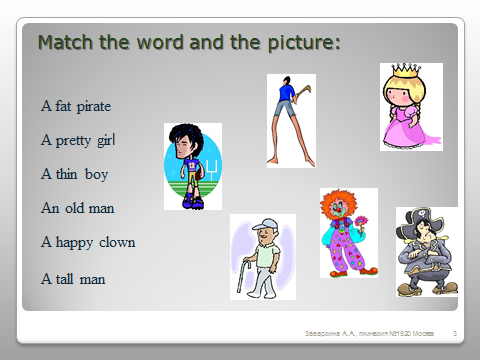 Match the word and the picture:
A fat pirate
A pretty girl
A thin boy
An old man
A happy clown
A tall man
Заварзина А.А., гимназия №1520 Москва
3